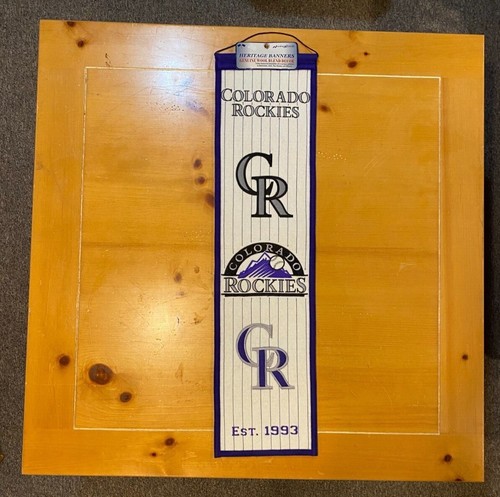 HERITAGE BANNERS
COLORADO
ROCKIES
CR
COLORADO
ROCKIES
CR
EST. 1993